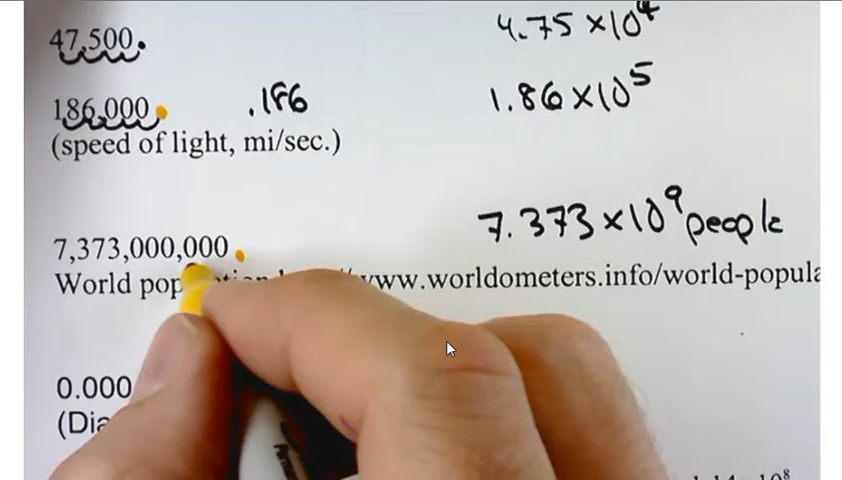 47,500. 4.75 ×10⁴
186,000 .186 1.86 ×10⁵
(speed of light, mi/sec.)
7,373,000,000 7.373 ×10⁹ people
World www.worldometers.info/world-popula
0.000
(Dia